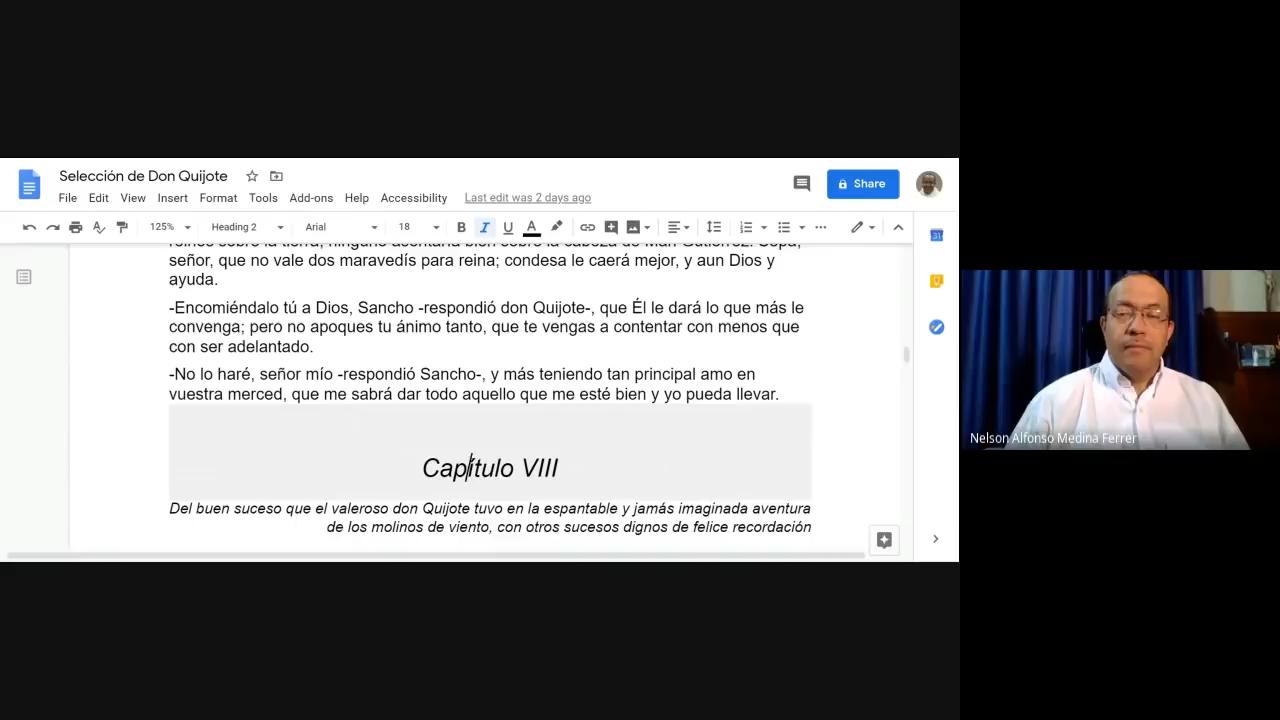 Selección de Don Quijote
File Edit View Insert Format Tools Add-ons Help Accessibility Last edit was 2 days ago
Share
125% Heading 2 Arial 18 B I U A
señor, que no vale dos maravedís para reina; condesa le caerá mejor, y aun Dios y
ayuda.
-Encomiéndalo tú a Dios, Sancho -respondió don Quijote-, que Él le dará lo que más le
convenga; pero no apoques tu ánimo tanto, que te vengas a contentar con menos que
con ser adelantado.
-No lo haré, señor mío -respondió Sancho-, y más teniendo tan principal amo en
vuestra merced, que me sabrá dar todo aquello que me esté bien y yo pueda llevar.
Capítulo VIII
Del buen suceso que el valeroso don Quijote tuvo en la espantable y jamás imaginada aventura
de los molinos de viento, con otros sucesos dignos de felice recordación
31
Nelson Alfonso Medina Ferrer